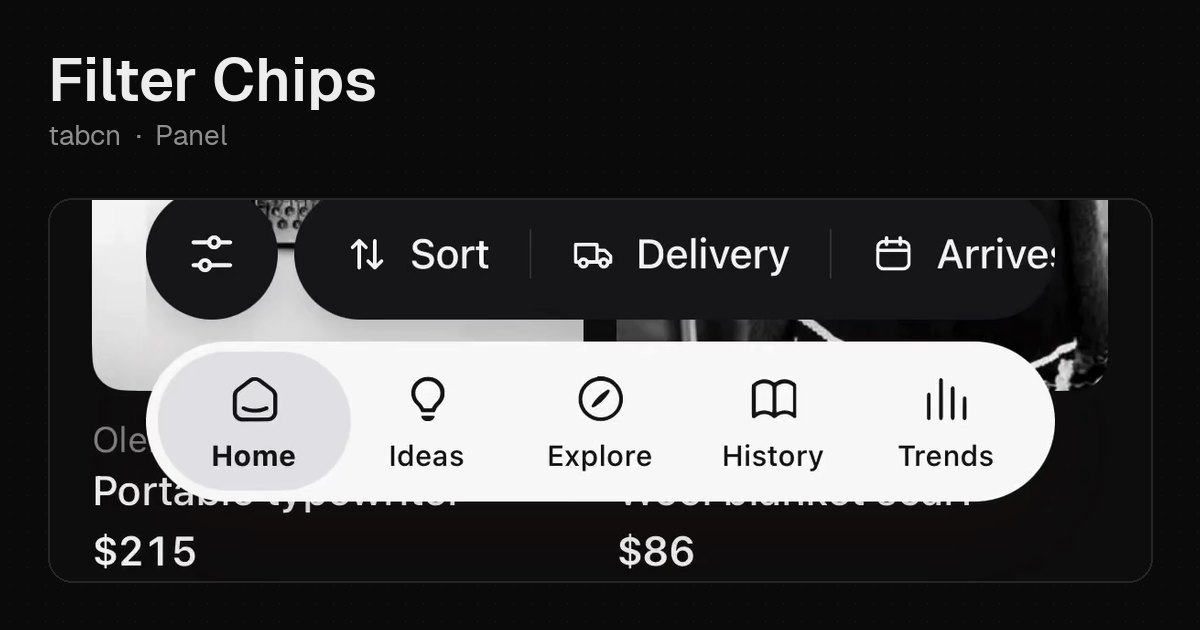 Filter Chips
tabcn · Panel
Sort
Delivery
Home
Ideas
Explore
History
Trends
$215
$86